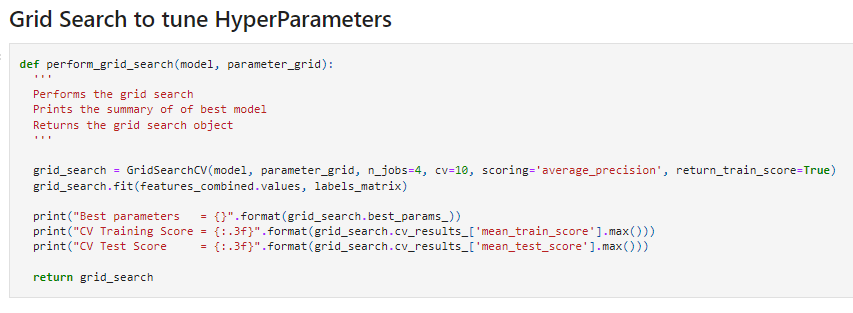 Grid Search to tune HyperParameters
def perform_grid_search(model, parameter_grid):
'''
Performs the grid search
Prints the summary of of best model
Returns the grid search object
'''
grid_search = GridSearchCV(model, parameter_grid, n_jobs=4, cv=10, scoring='average_precision', return_train_score=True)
grid_search.fit(features_combined.values, labels_matrix)
print("Best parameters   = {}".format(grid_search.best_params_))
print("CV Training Score = {:.3f}".format(grid_search.cv_results_['mean_train_score'].max()))
print("CV Test Score     = {:.3f}".format(grid_search.cv_results_['mean_test_score'].max()))
return grid_search